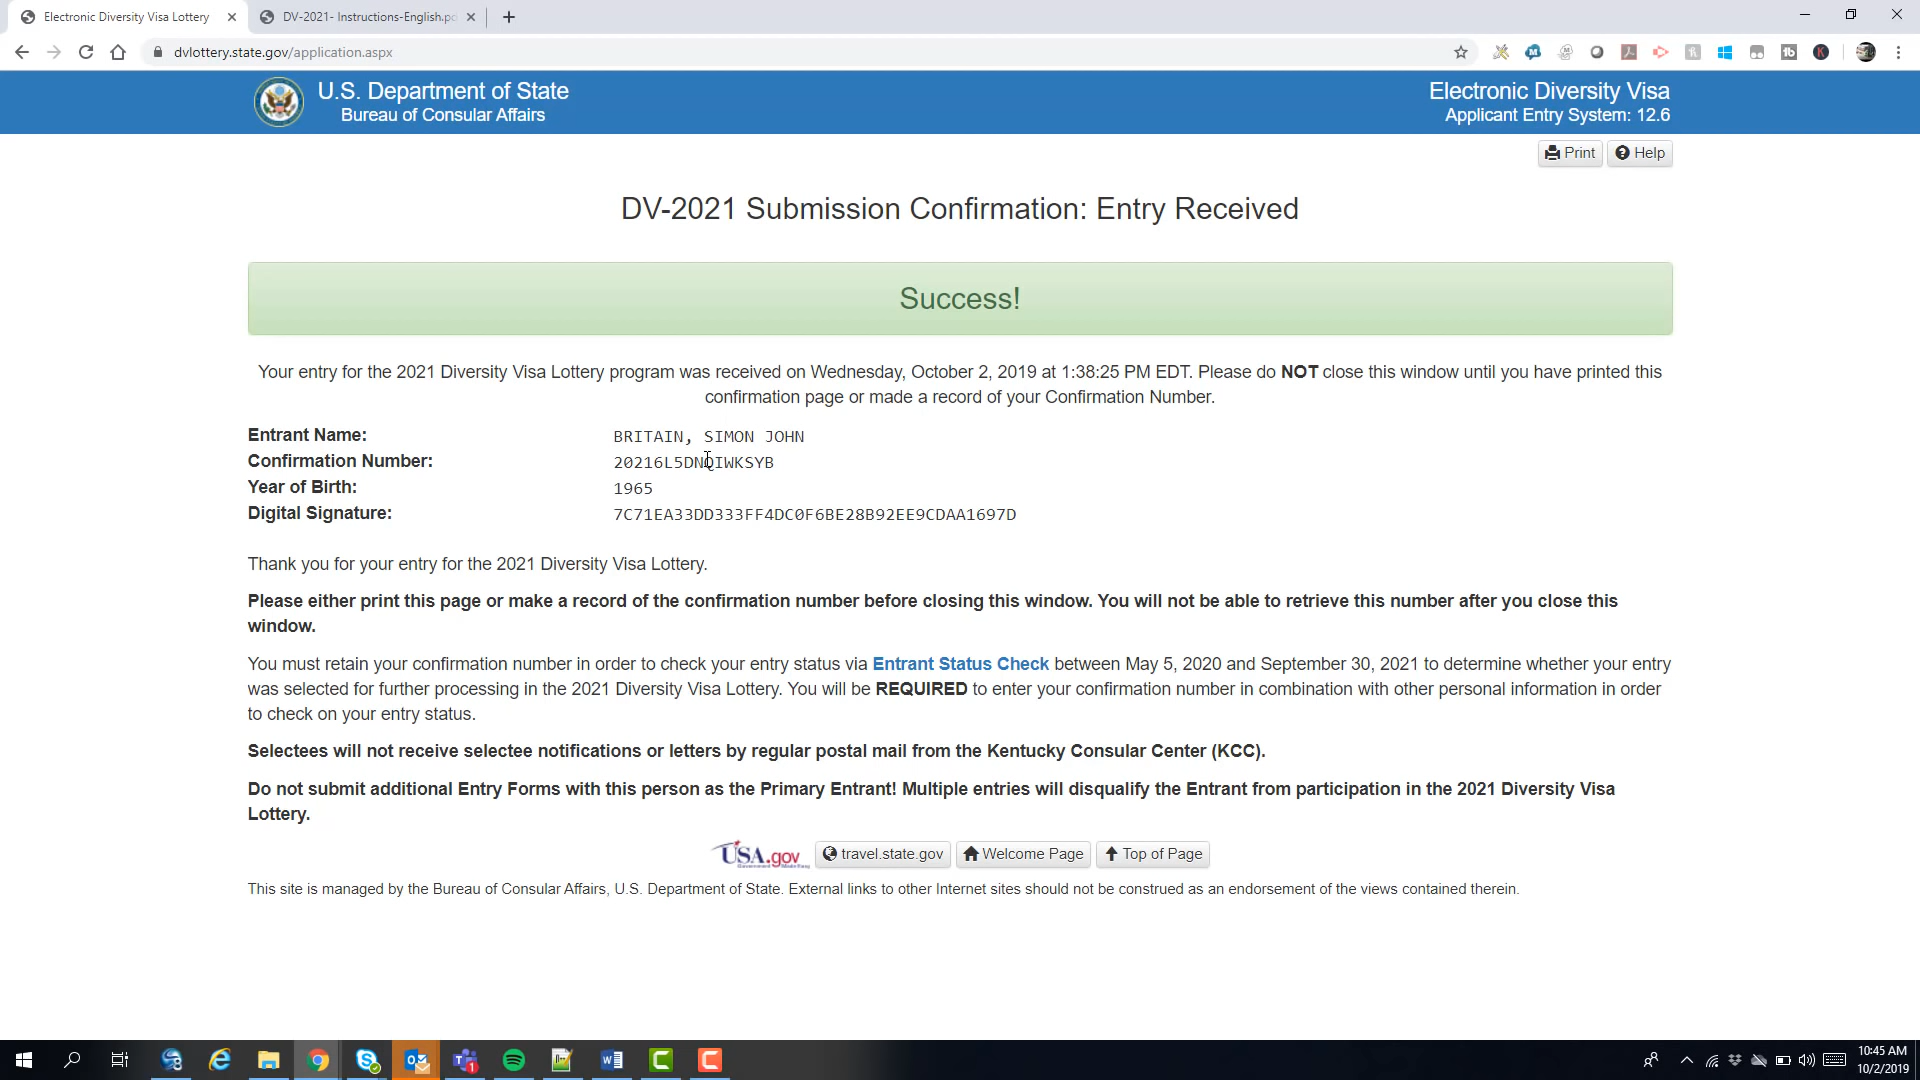 Electronic Diversity Visa Lottery
DV-2021- Instructions-English.pd
dvlottery.state.gov/application.aspx
U.S. Department of State
Bureau of Consular Affairs
Electronic Diversity Visa
Applicant Entry System: 12.6
Print Help
DV-2021 Submission Confirmation: Entry Received
Success!
Your entry for the 2021 Diversity Visa Lottery program was received on Wednesday, October 2, 2019 at 1:38:25 PM EDT. Please do NOT close this window until you have printed this
confirmation page or made a record of your Confirmation Number.
Entrant Name: BRITAIN, SIMON JOHN
Confirmation Number: 20216L5DNQIWKSYB
Year of Birth: 1965
Digital Signature: 7C71EA33DD333FF4DC0F6BE28B92EE9CDAA1697D
Thank you for your entry for the 2021 Diversity Visa Lottery.
Please either print this page or make a record of the confirmation number before closing this window. You will not be able to retrieve this number after you close this
window.
You must retain your confirmation number in order to check your entry status via Entrant Status Check between May 5, 2020 and September 30, 2021 to determine whether your entry
was selected for further processing in the 2021 Diversity Visa Lottery. You will be REQUIRED to enter your confirmation number in combination with other personal information in order
to check on your entry status.
Selectees will not receive selectee notifications or letters by regular postal mail from the Kentucky Consular Center (KCC).
Do not submit additional Entry Forms with this person as the Primary Entrant! Multiple entries will disqualify the Entrant from participation in the 2021 Diversity Visa
Lottery.
USA.gov travel.state.gov Welcome Page Top of Page
This site is managed by the Bureau of Consular Affairs, U.S. Department of State. External links to other Internet sites should not be construed as an endorsement of the views contained therein.
10:45 AM
10/2/2019